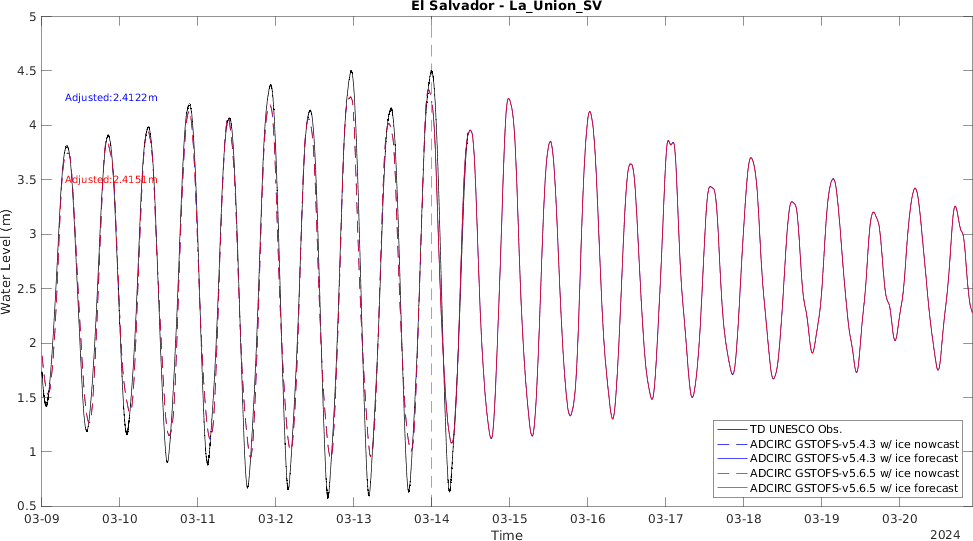 El Salvador - La_Union_SV
5
4.5
4
3.5
3
2.5
2
1.5
1
0.5
Water Level (m)
Adjusted:2.4122m
Adjusted:2.4151m
TD UNESCO Obs.
ADCIRC GSTOFS-v5.4.3 w/ ice nowcast
ADCIRC GSTOFS-v5.4.3 w/ ice forecast
ADCIRC GSTOFS-v5.6.5 w/ ice nowcast
ADCIRC GSTOFS-v5.6.5 w/ ice forecast
03-09 03-10 03-11 03-12 03-13 03-14 03-15 03-16 03-17 03-18 03-19 03-20
Time
2024